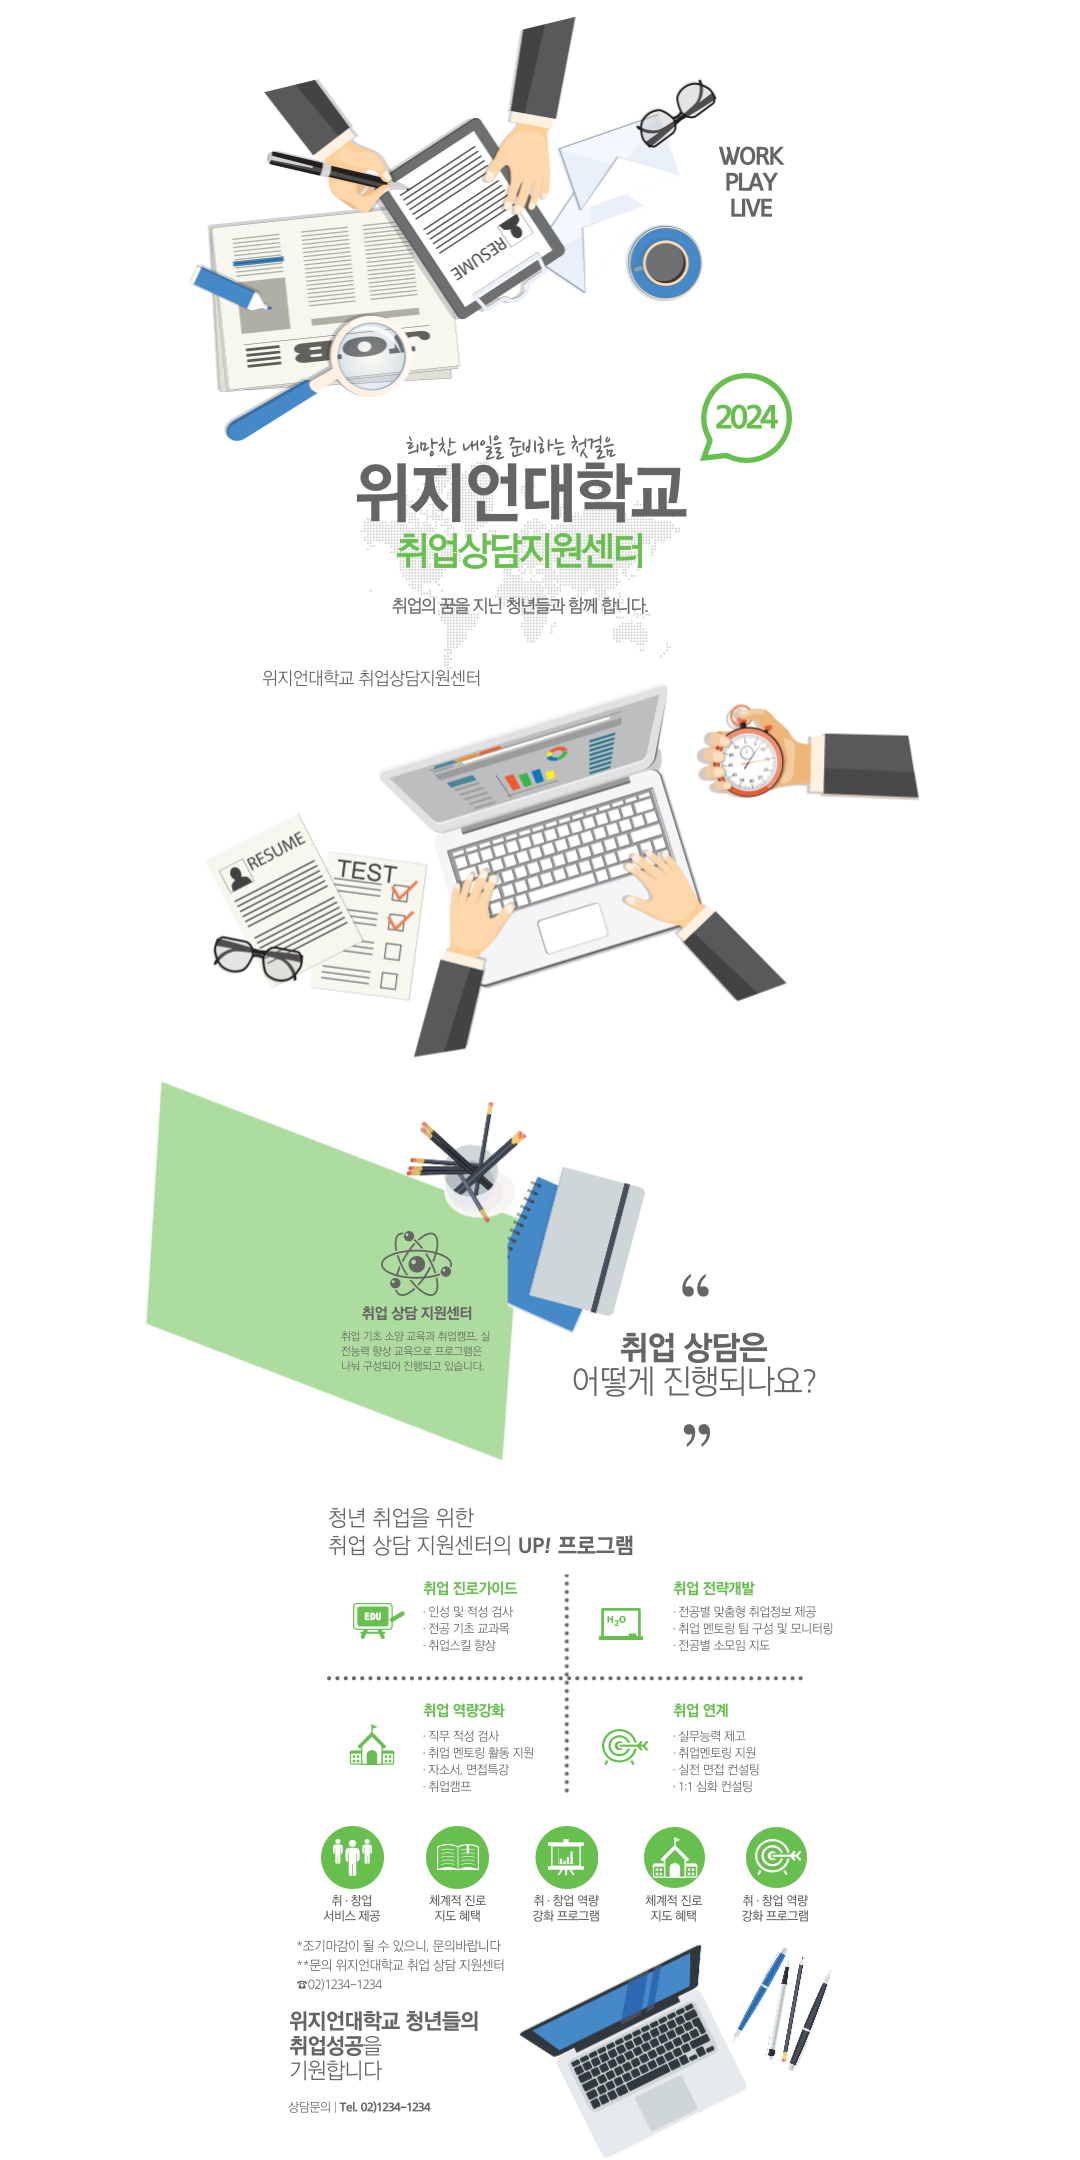 WORK
PLAY
LIVE
RESUME
JOB
2024
희망찬 내일을 준비하는 첫걸음
위지언대학교
취업상담지원센터
취업의 꿈을 지닌 청년들과 함께 합니다.
위지언대학교 취업상담지원센터
RESUME
TEST
취업 상담 지원센터
취업 기초 소양 교육과 취업캠프, 실
전능력 향상 교육으로 프로그램은
나눠 구성되어 진행되고 있습니다.
“
취업 상담은
어떻게 진행되나요?
”
청년 취업을 위한
취업 상담 지원센터의 UP! 프로그램
취업 진로가이드
EDU
· 인성 및 적성 검사
· 전공 기초 교과목
· 취업스킬 향상
취업 전략개발
H2O
· 전공별 맞춤형 취업정보 제공
· 취업 멘토링 팀 구성 및 모니터링
· 전공별 소모임 지도
취업 역량강화
· 직무 적성 검사
· 취업 멘토링 활동 지원
· 자소서, 면접특강
· 취업캠프
취업 연계
· 실무능력 제고
· 취업멘토링 지원
· 실전 면접 컨설팅
· 1:1 심화 컨설팅
취 · 창업
서비스 제공
체계적 진로
지도 혜택
취 · 창업 역량
강화 프로그램
체계적 진로
지도 혜택
취 · 창업 역량
강화 프로그램
*조기마감이 될 수 있으니, 문의바랍니다
**문의 위지언대학교 취업 상담 지원센터
☎02)1234-1234
위지언대학교 청년들의
취업성공을
기원합니다
상담문의 | Tel. 02)1234-1234